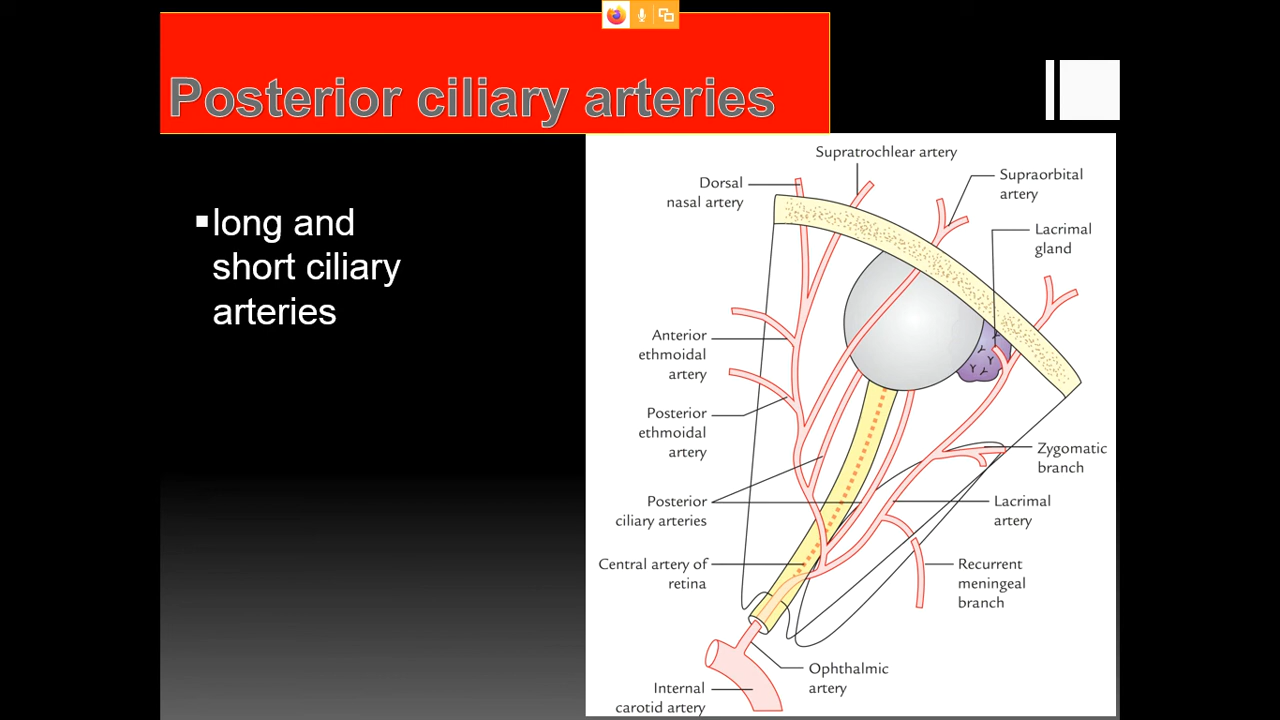 Posterior ciliary arteries
▪long and
short ciliary
arteries
Supratrochlear artery
Dorsal
nasal artery
Supraorbital
artery
Lacrimal
gland
Anterior
ethmoidal
artery
Posterior
ethmoidal
artery
Zygomatic
branch
Posterior
ciliary arteries
Lacrimal
artery
Central artery of
retina
Recurrent
meningeal
branch
Ophthalmic
artery
Internal
carotid artery